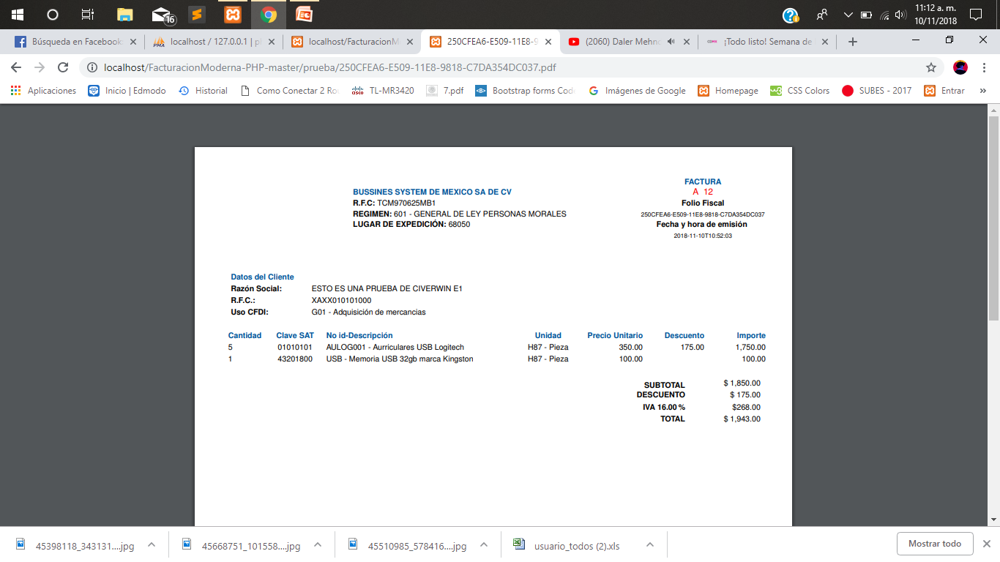 16
11:12 a. m.
10/11/2018
Búsqueda en Facebook
localhost / 127.0.0.1 | p
localhost/FacturacionM
250CFEA6-E509-11E8-9
(2060) Daler Mehn
CDMX ¡Todo listo! Semana de
localhost/FacturacionModerna-PHP-master/prueba/250CFEA6-E509-11E8-9818-C7DA354DC037.pdf
Aplicaciones
Inicio | Edmodo
Historial
Como Conectar 2 Ro
cisco TL-MR3420
7.pdf
Bootstrap forms Cod
Imágenes de Google
Homepage
CSS Colors
SUBES - 2017
Entrar
»
FACTURA
A 12
Folio Fiscal
250CFEA6-E509-11E8-9818-C7DA354DC037
Fecha y hora de emisión
2018-11-10T10:52:03
BUSSINES SYSTEM DE MEXICO SA DE CV
R.F.C: TCM970625MB1
REGIMEN: 601 - GENERAL DE LEY PERSONAS MORALES
LUGAR DE EXPEDICIÓN: 68050
Datos del Cliente
Razón Social: ESTO ES UNA PRUEBA DE CIVERWIN E1
R.F.C.: XAXX010101000
Uso CFDI: G01 - Adquisición de mercancias
Cantidad Clave SAT No id-Descripción Unidad Precio Unitario Descuento Importe
5 01010101 AULOG001 - Aurriculares USB Logitech H87 - Pieza 350.00 175.00 1,750.00
1 43201800 USB - Memoria USB 32gb marca Kingston H87 - Pieza 100.00 100.00
SUBTOTAL $ 1,850.00
DESCUENTO $ 175.00
IVA 16.00 % $268.00
TOTAL $ 1,943.00
45398118_343131....jpg
45668751_101558....jpg
45510985_578416....jpg
usuario_todos (2).xls
Mostrar todo